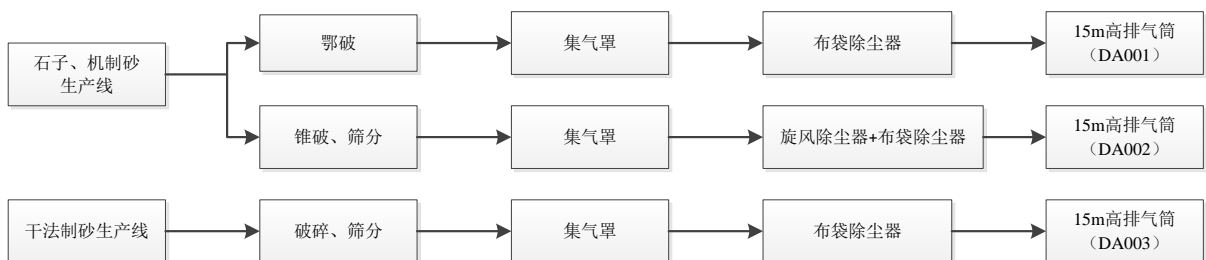 鄂破
集气罩
布袋除尘器
15m高排气筒
（DA001）
石子、机制砂
生产线
锥破、筛分
集气罩
旋风除尘器+布袋除尘器
15m高排气筒
（DA002）
干法制砂生产线
破碎、筛分
集气罩
布袋除尘器
15m高排气筒
（DA003）